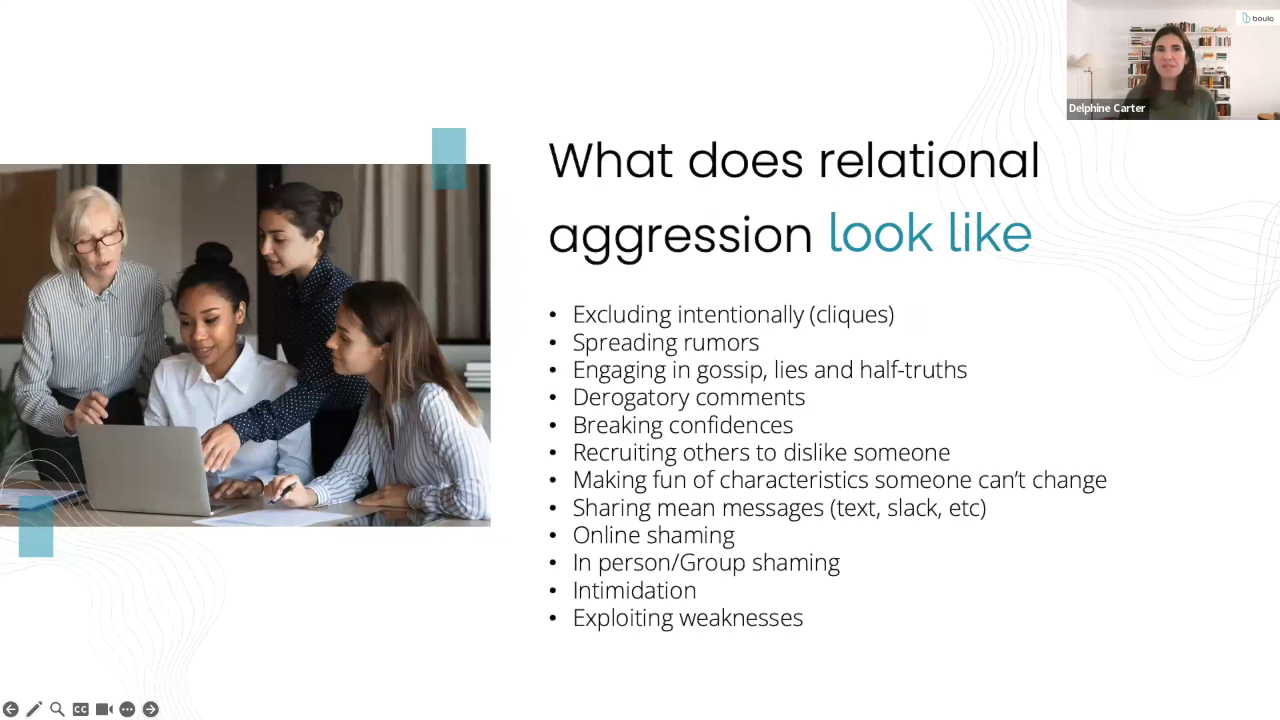 boulo
Delphine Carter
What does relational
aggression look like
• Excluding intentionally (cliques)
• Spreading rumors
• Engaging in gossip, lies and half-truths
• Derogatory comments
• Breaking confidences
• Recruiting others to dislike someone
• Making fun of characteristics someone can’t change
• Sharing mean messages (text, slack, etc)
• Online shaming
• In person/Group shaming
• Intimidation
• Exploiting weaknesses
CC